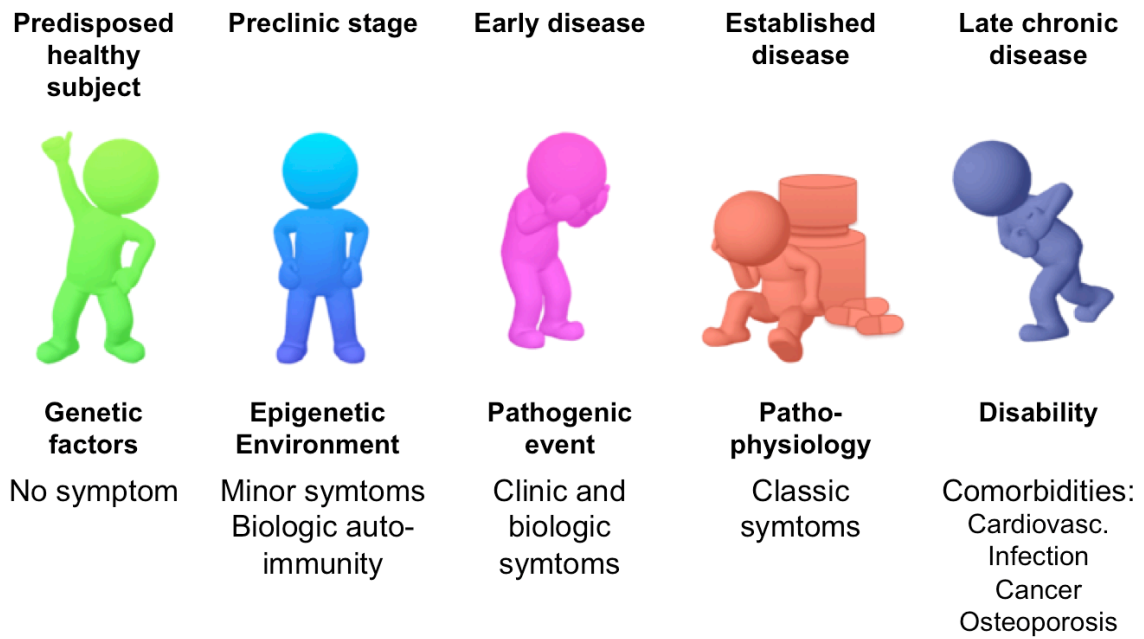 Predisposed
healthy
subject
Preclinic stage
Early disease
Established
disease
Late chronic
disease
Genetic
factors
No symptom
Epigenetic
Environment
Minor symtoms
Biologic auto-
immunity
Pathogenic
event
Clinic and
biologic
symtoms
Patho-
physiology
Classic
symtoms
Disability
Comorbidities:
Cardiovasc.
Infection
Cancer
Osteoporosis